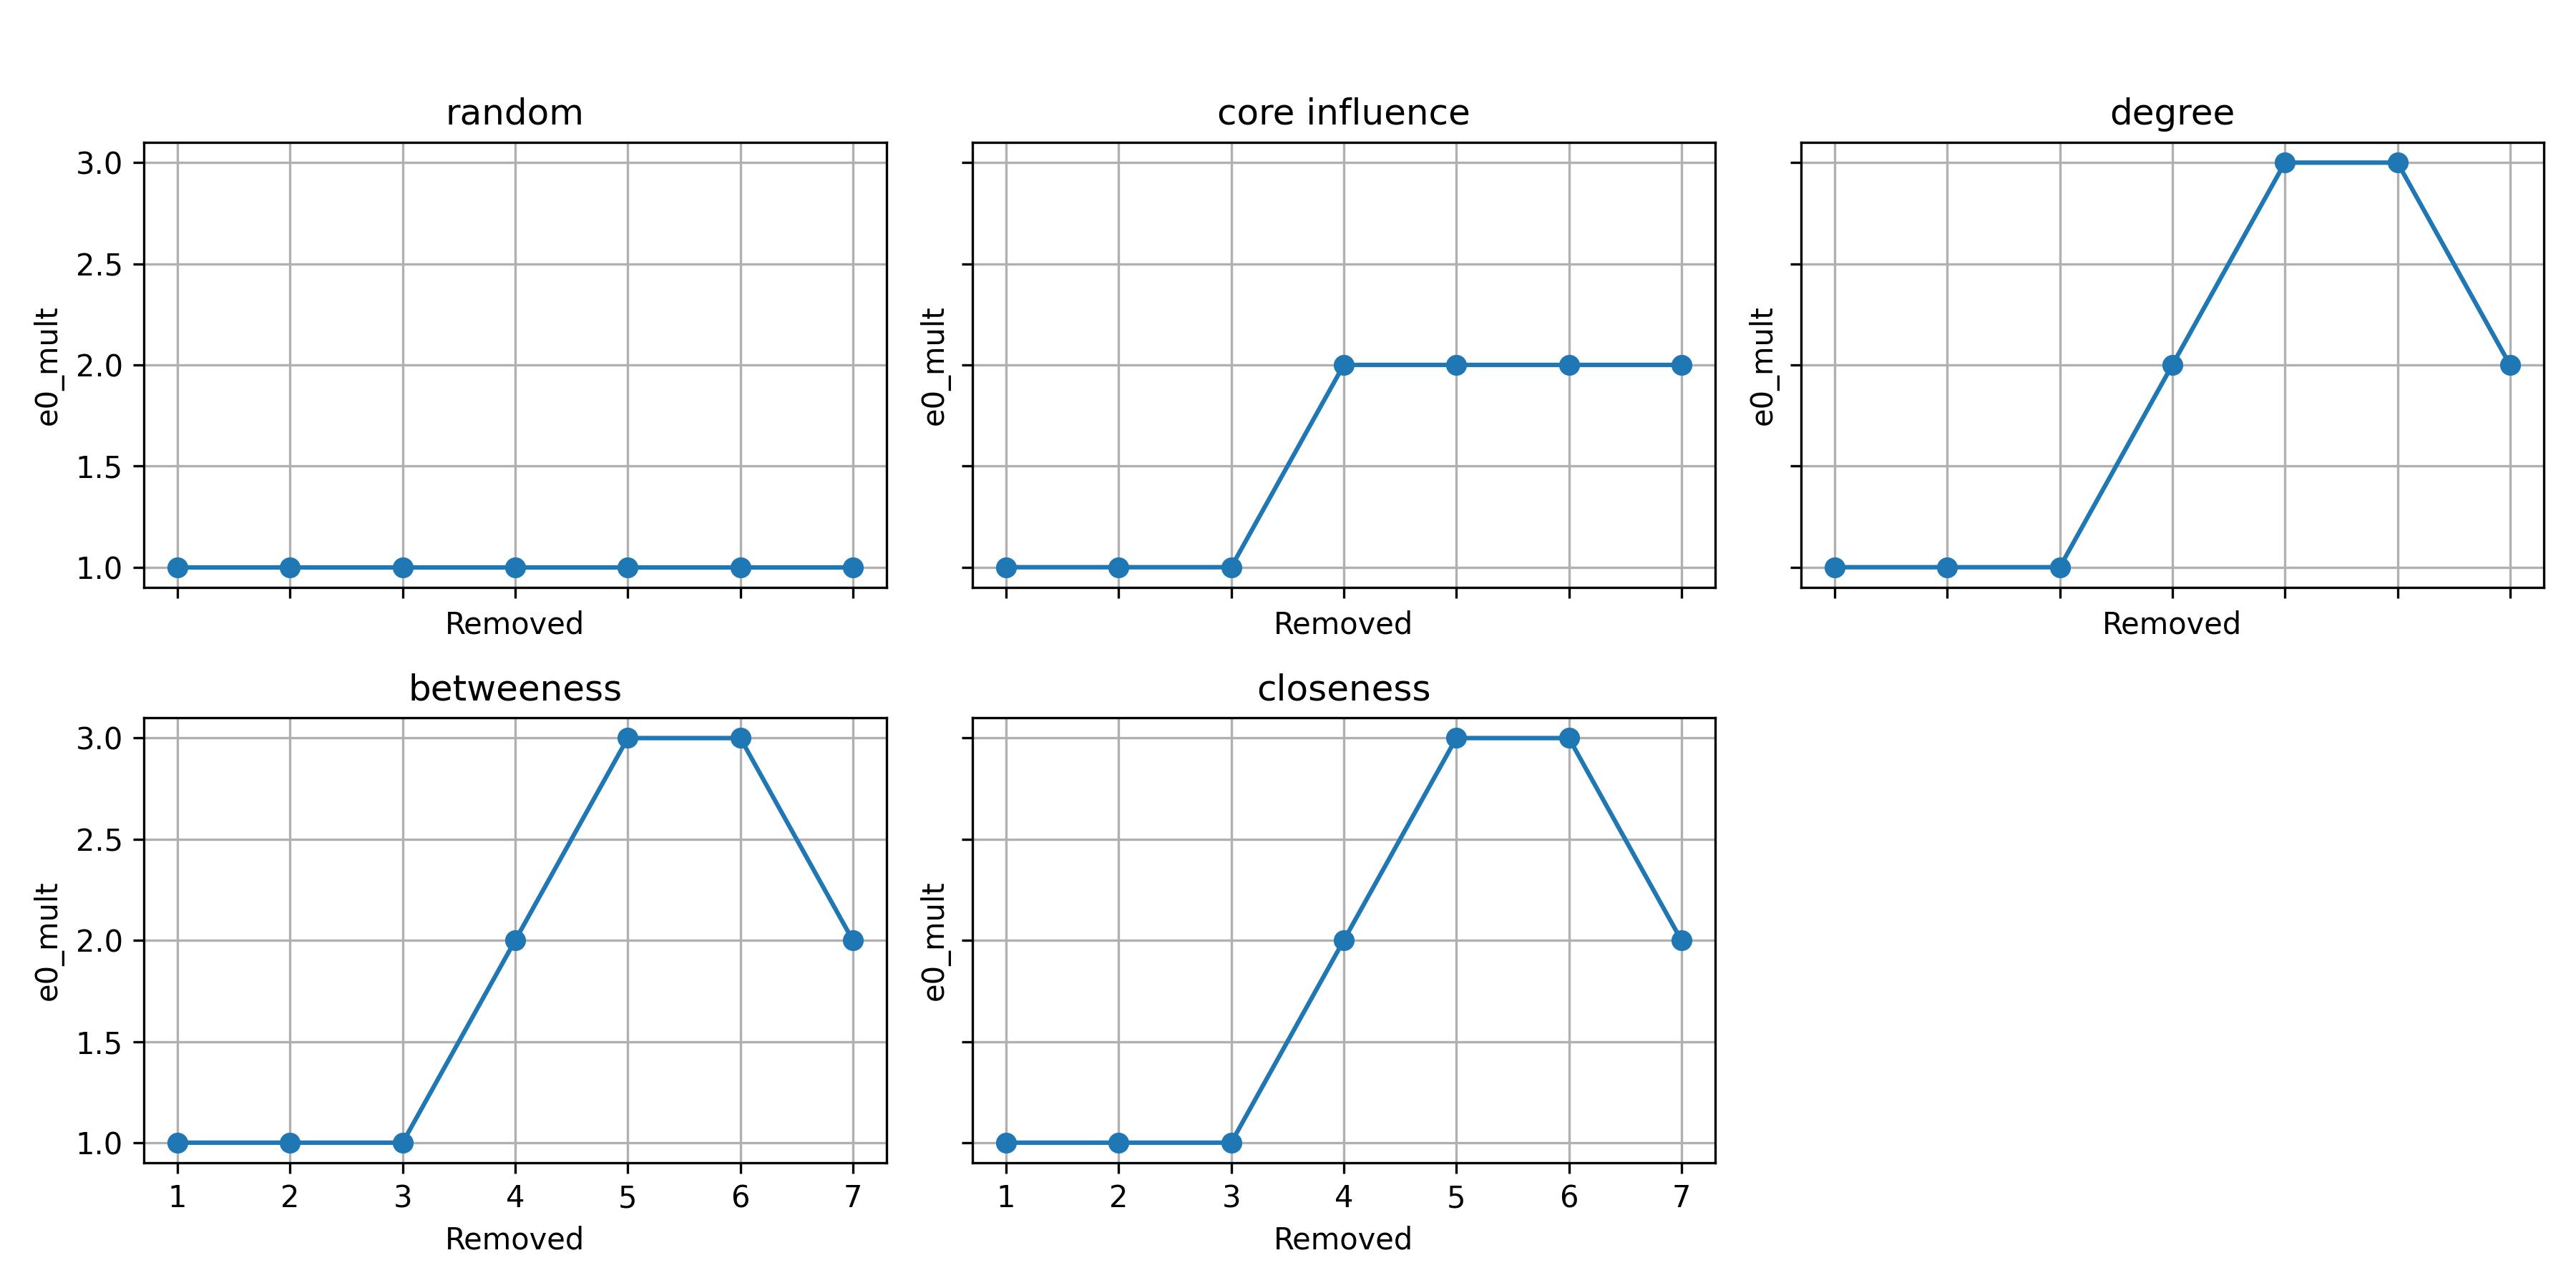 random
core influence
degree
3.0
2.5
2.0
1.5
1.0
e0_mult
e0_mult
e0_mult
Removed
Removed
Removed
betweeness
closeness
3.0
2.5
2.0
1.5
1.0
e0_mult
e0_mult
1 2 3 4 5 6 7
1 2 3 4 5 6 7
Removed
Removed